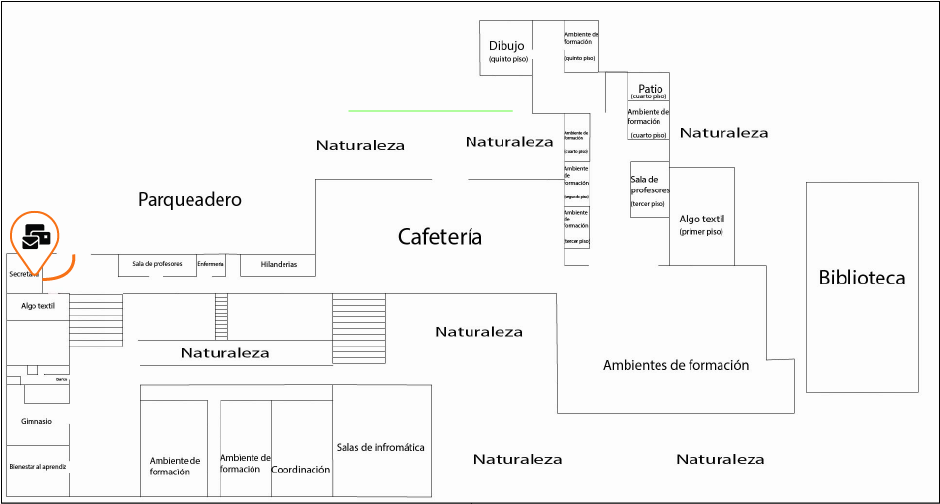 Dibujo
(quinto piso)
Ambiente de
formación
(quinto piso)
Patio
(cuarto piso)
Ambiente de
formación
(cuarto piso)
Naturaleza
Naturaleza
Naturaleza
Ambiente de
formación
(cuarto piso)
Ambiente
de
formación
(segundo piso)
Ambiente
de
formación
(tercer piso)
Sala de
profesores
(tercer piso)
Algo textil
(primer piso)
Parqueadero
Cafetería
Biblioteca
Secretaria
Sala de profesores
Enfermería
Hilanderias
Algo textil
Naturaleza
Naturaleza
Ambientes de formación
Gimnasio
Bienestar al aprendiz
Ambiente de
formación
Ambiente de
formación
Coordinación
Salas de infromática
Naturaleza
Naturaleza